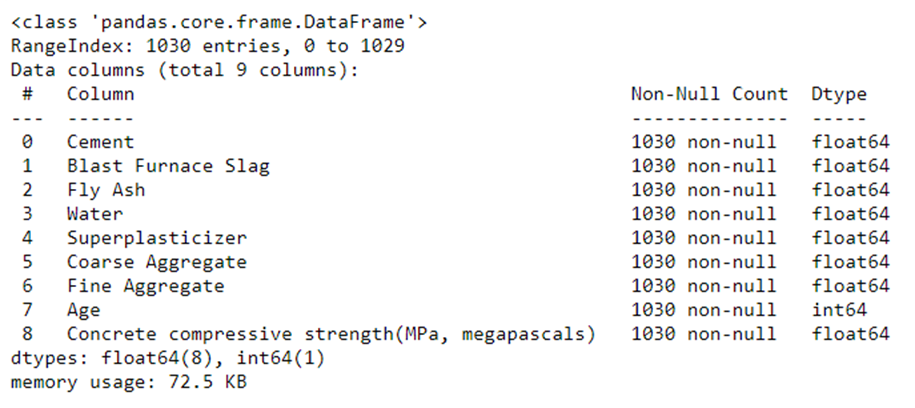 <class 'pandas.core.frame.DataFrame'>
RangeIndex: 1030 entries, 0 to 1029
Data columns (total 9 columns):
 #   Column                                             Non-Null Count  Dtype
---  ------                                             --------------  -----
 0   Cement                                             1030 non-null   float64
 1   Blast Furnace Slag                                 1030 non-null   float64
 2   Fly Ash                                            1030 non-null   float64
 3   Water                                              1030 non-null   float64
 4   Superplasticizer                                   1030 non-null   float64
 5   Coarse Aggregate                                   1030 non-null   float64
 6   Fine Aggregate                                     1030 non-null   float64
 7   Age                                                1030 non-null   int64
 8   Concrete compressive strength(MPa, megapascals)    1030 non-null   float64
dtypes: float64(8), int64(1)
memory usage: 72.5 KB